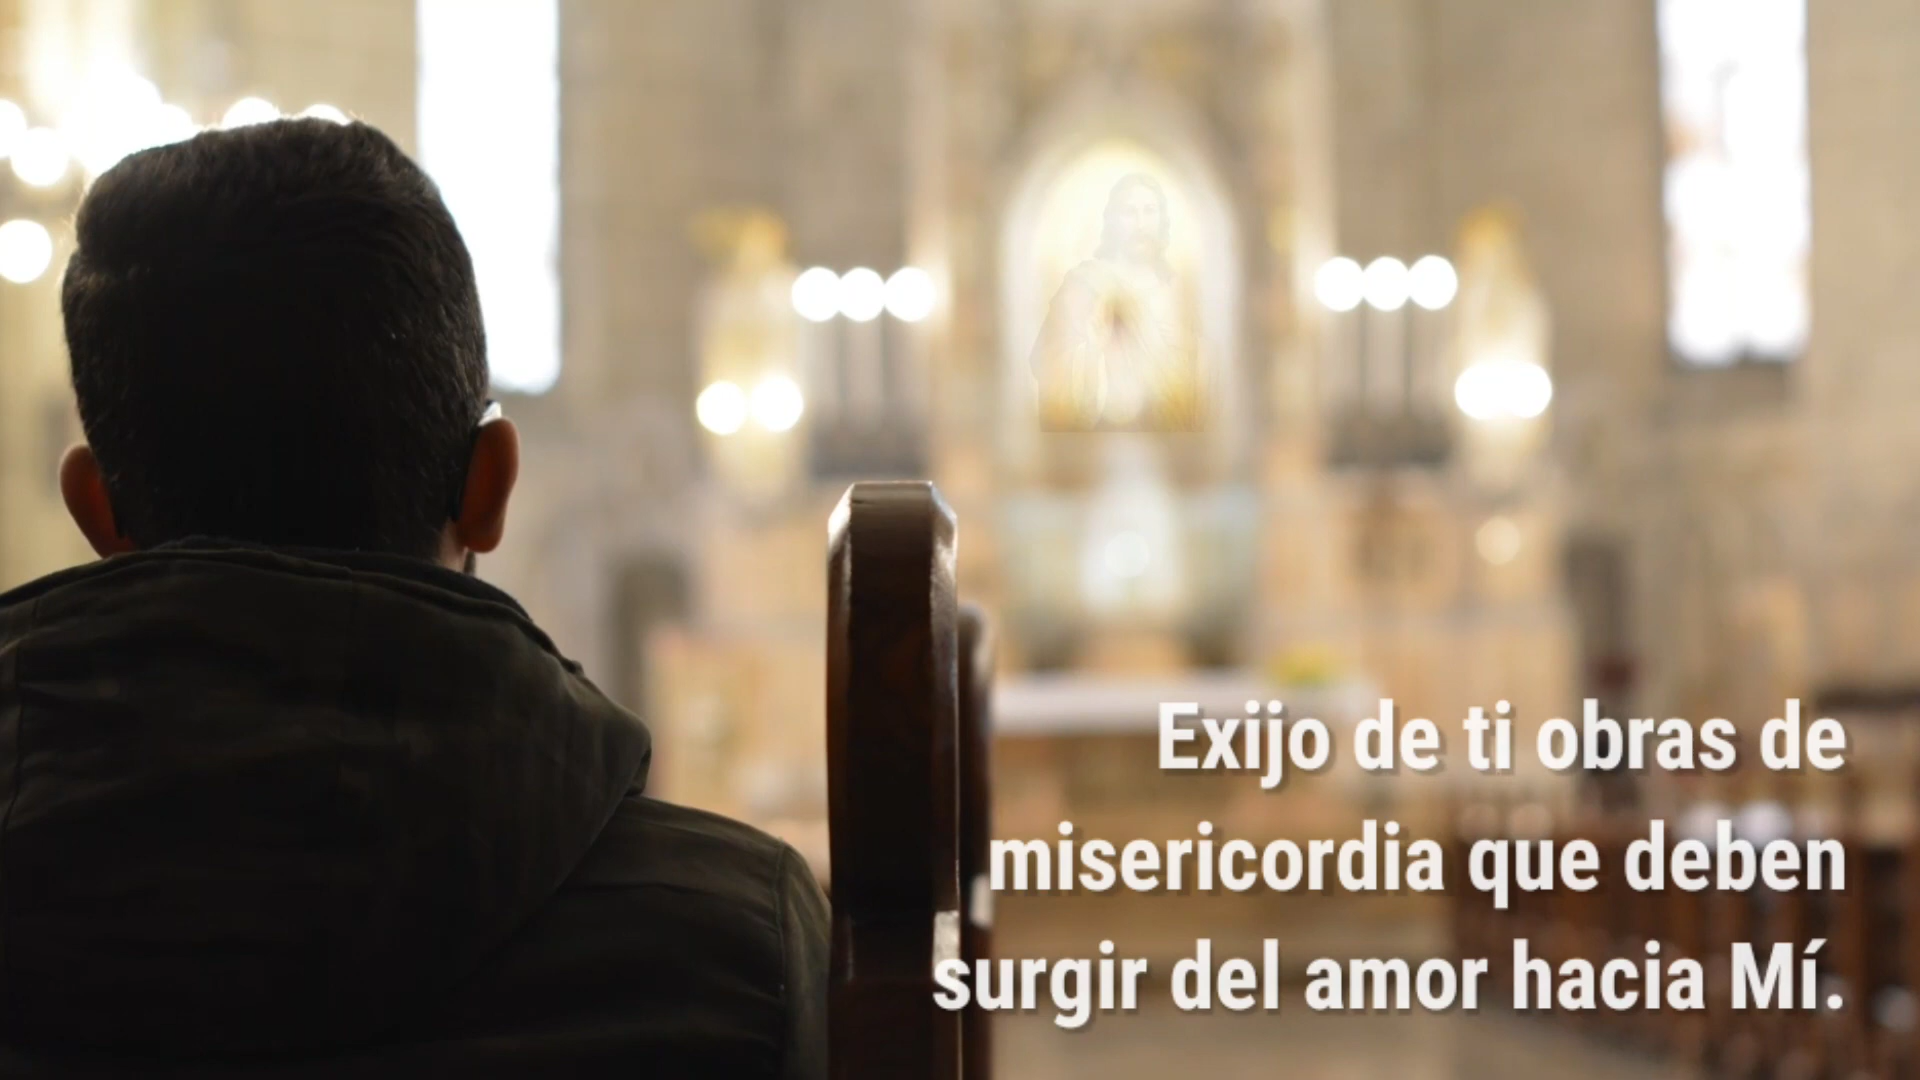 Exijo de ti obras de
misericordia que deben
surgir del amor hacia Mí.